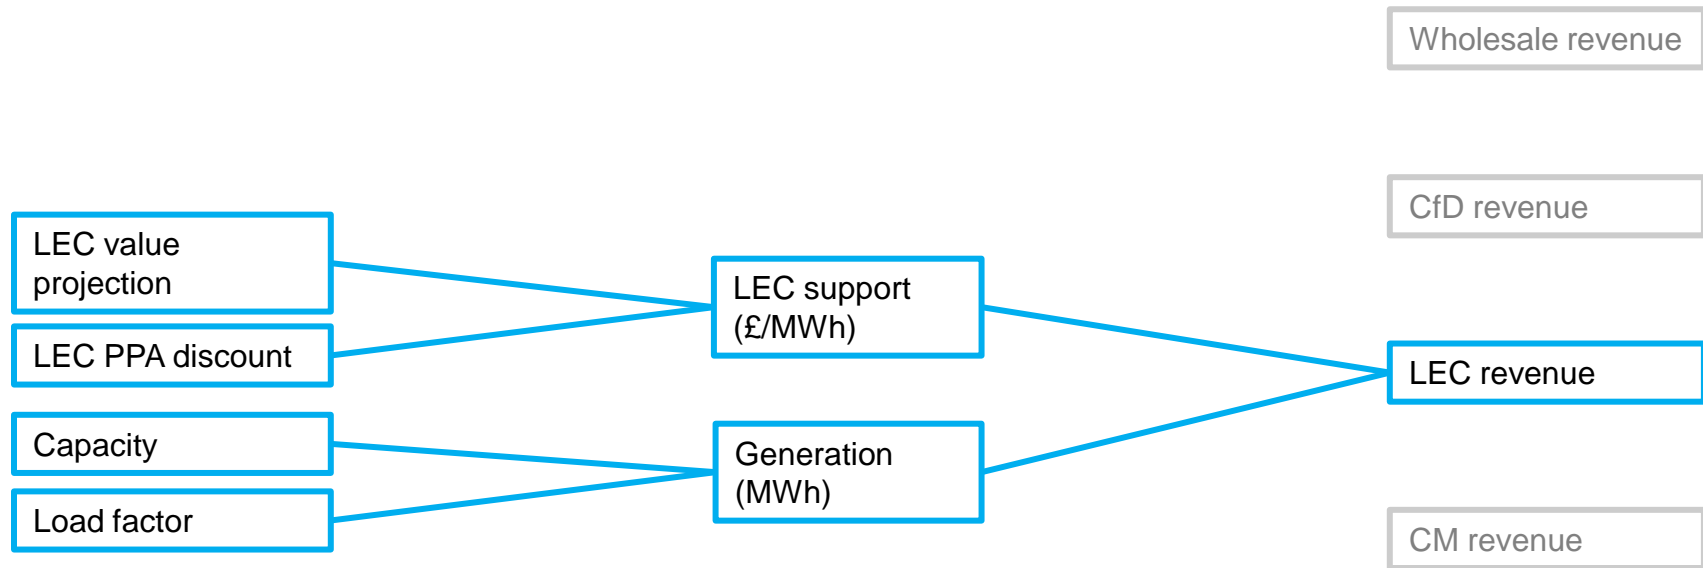 Wholesale revenue
CfD revenue
LEC value
projection
LEC support
(£/MWh)
LEC PPA discount
LEC revenue
Capacity
Generation
(MWh)
Load factor
CM revenue